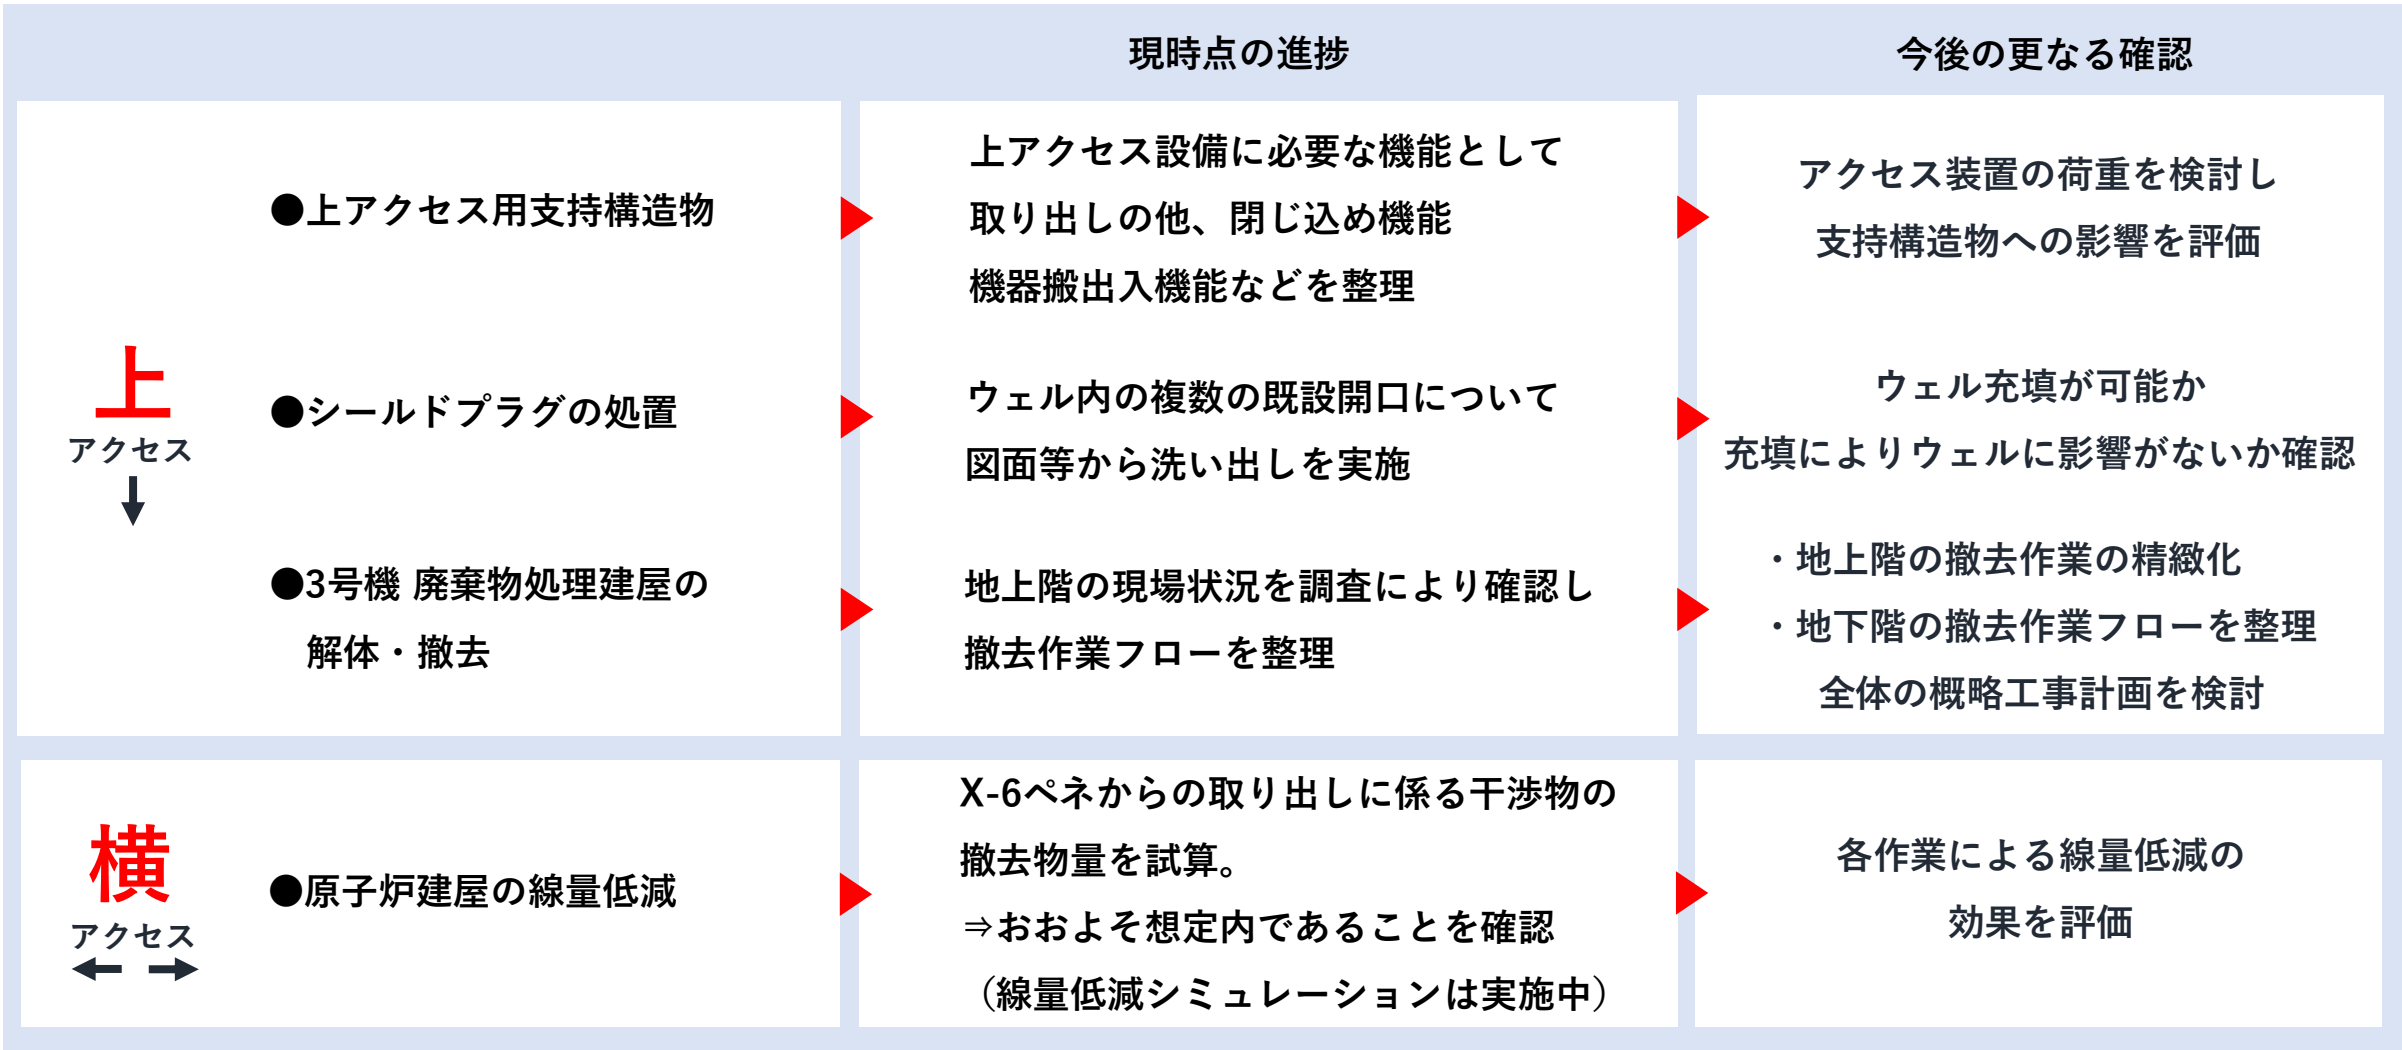 現時点の進捗
今後の更なる確認
上
アクセス
●上アクセス用支持構造物
上アクセス設備に必要な機能として
取り出しの他、閉じ込め機能
機器搬出入機能などを整理
アクセス装置の荷重を検討し
支持構造物への影響を評価
●シールドプラグの処置
ウェル内の複数の既設開口について
図面等から洗い出しを実施
ウェル充填が可能か
充填によりウェルに影響がないか確認
●3号機 廃棄物処理建屋の
解体・撤去
地上階の現場状況を調査により確認し
撤去作業フローを整理
・地上階の撤去作業の精緻化
・地下階の撤去作業フローを整理
全体の概略工事計画を検討
横
アクセス
●原子炉建屋の線量低減
X-6ペネからの取り出しに係る干渉物の
撤去物量を試算。
⇒おおよそ想定内であることを確認
（線量低減シミュレーションは実施中）
各作業による線量低減の
効果を評価